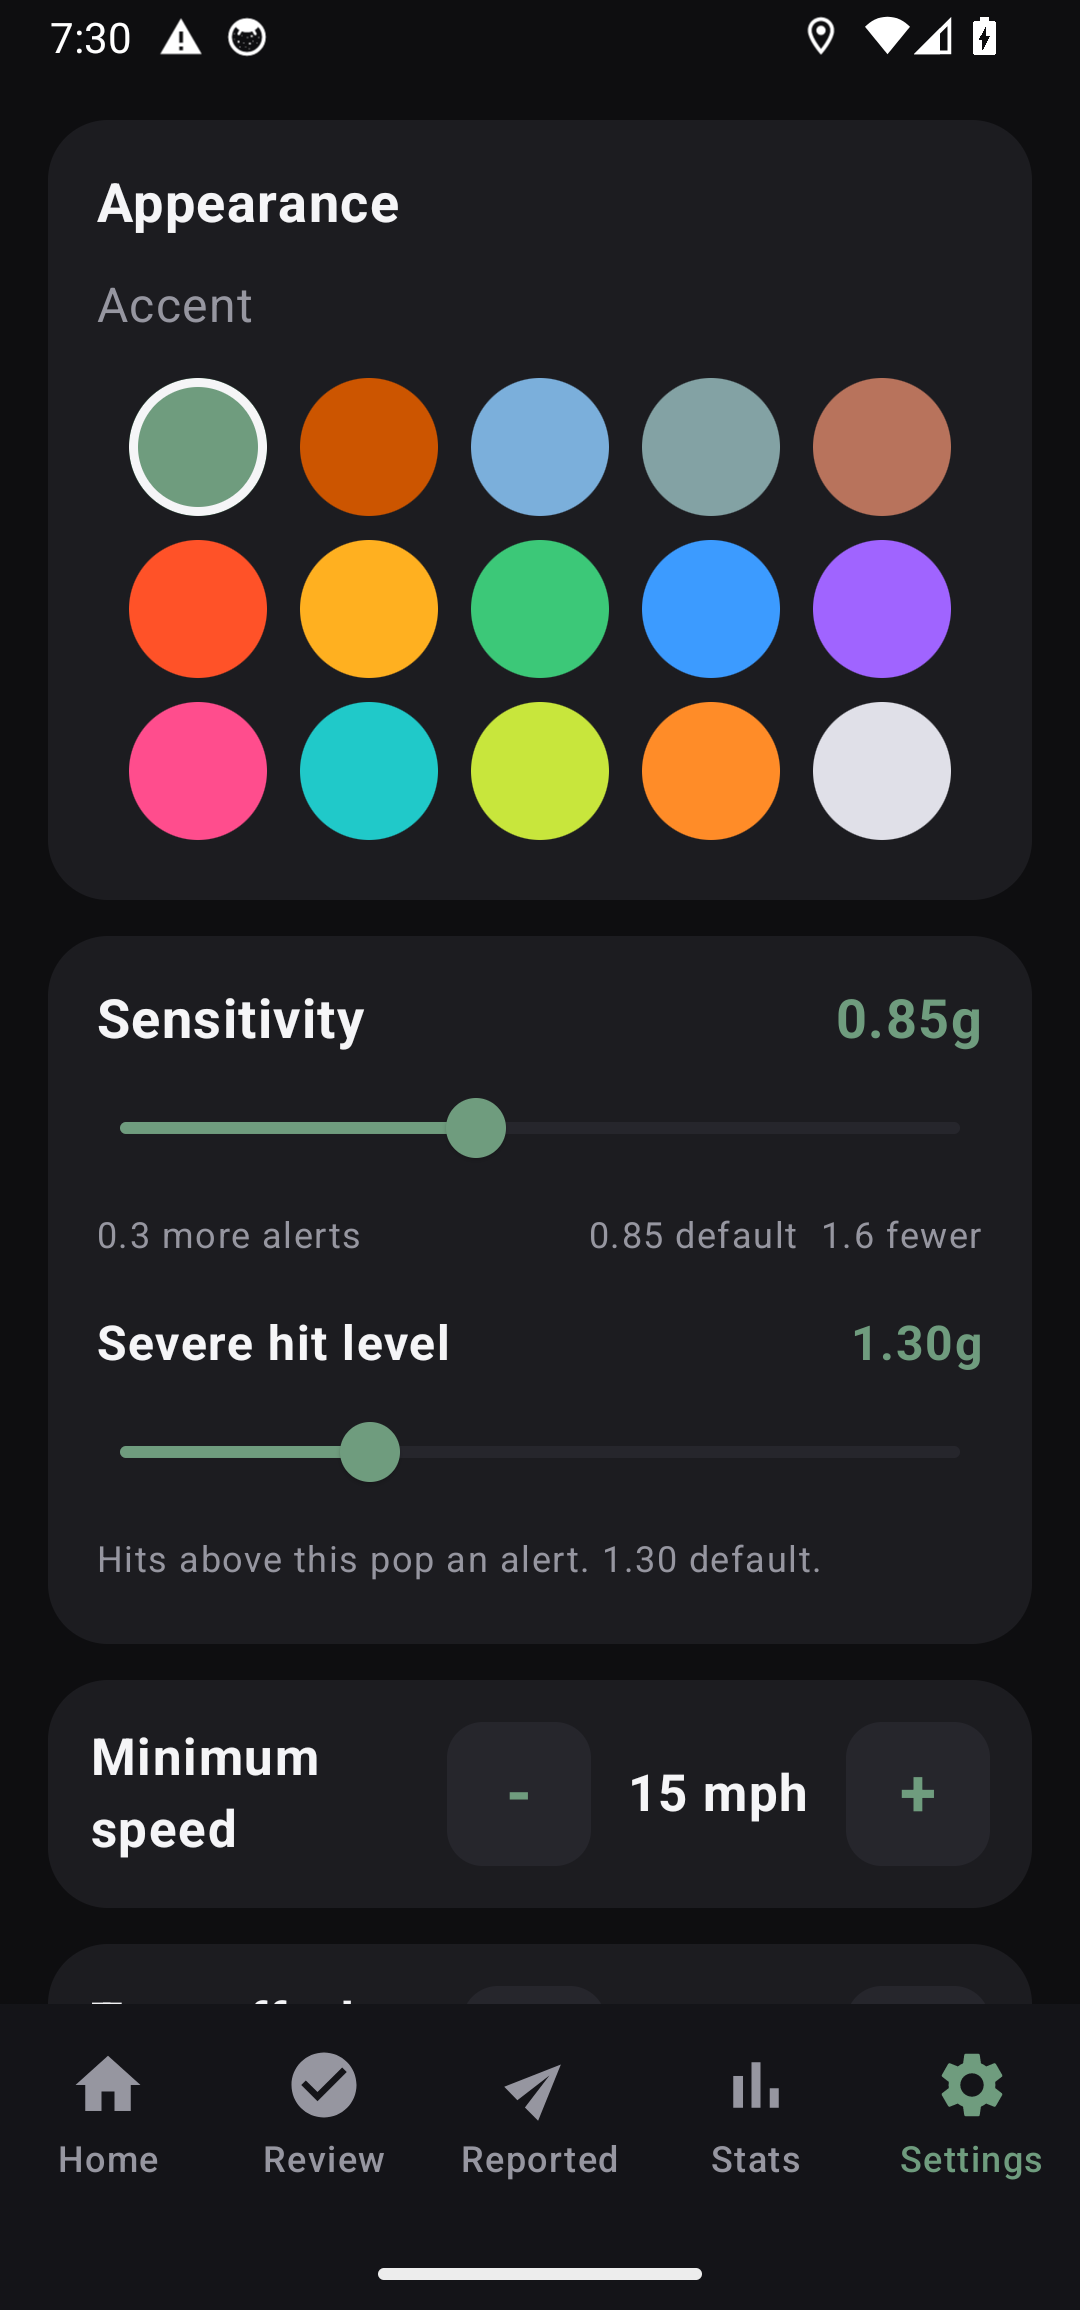 7:30
Appearance
Accent
Sensitivity 0.85g
0.3 more alerts 0.85 default 1.6 fewer
Severe hit level 1.30g
Hits above this pop an alert. 1.30 default.
Minimum
speed
- 15 mph +
Home Review Reported Stats Settings